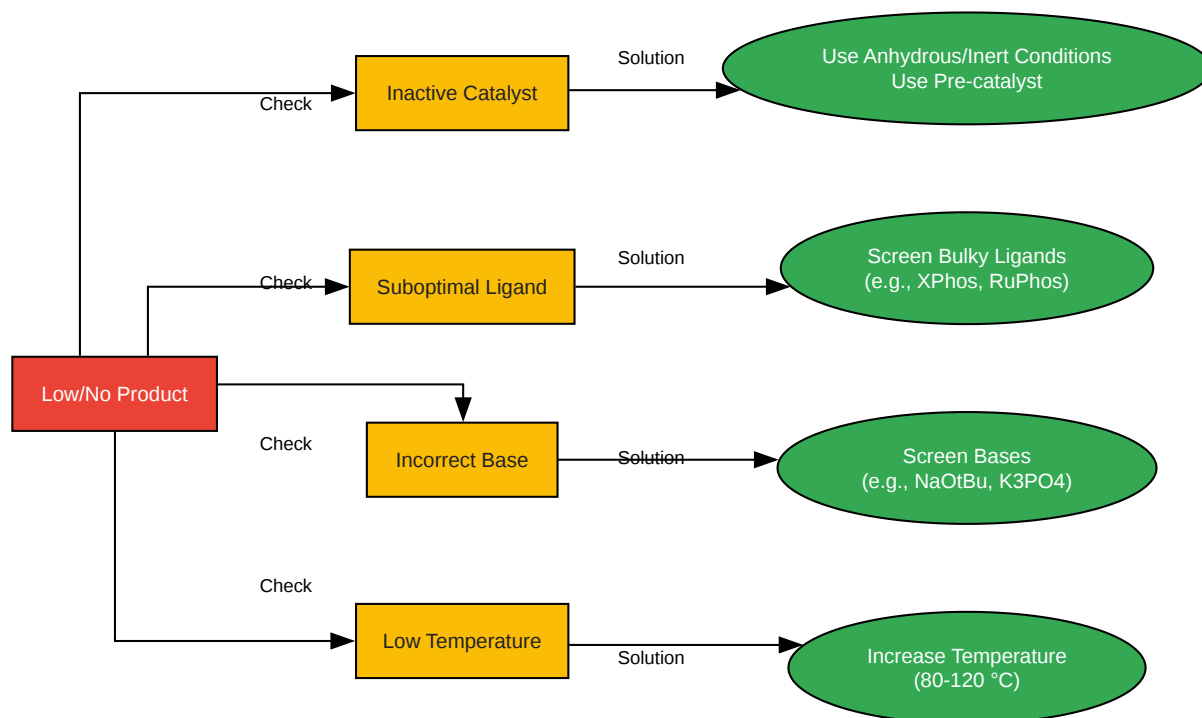 Solution
Use Anhydrous/Inert Conditions
Use Pre-catalyst
Check
Inactive Catalyst
Solution
Screen Bulky Ligands
(e.g., XPhos, RuPhos)
Check
Suboptimal Ligand
Low/No Product
Check
Incorrect Base
Solution
Screen Bases
(e.g., NaOtBu, K3PO4)
Check
Low Temperature
Solution
Increase Temperature
(80-120 °C)